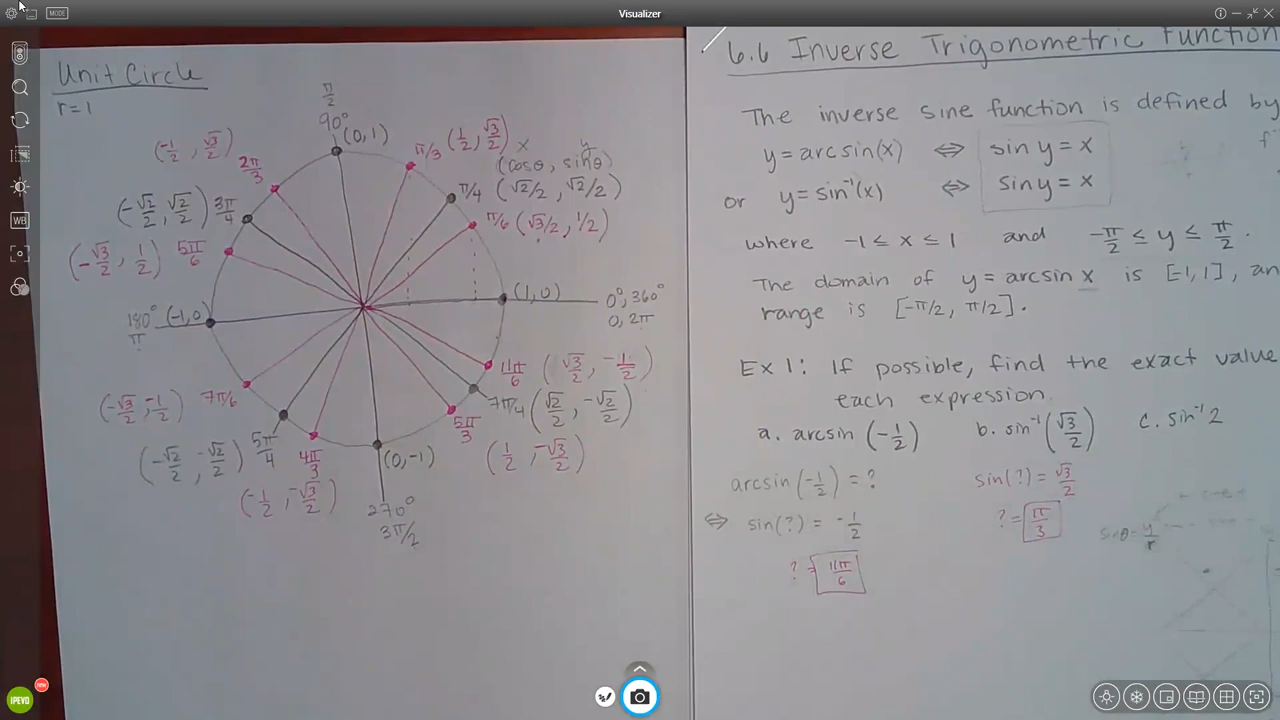 MODE
Visualizer
Unit Circle
r=1
π/2
90°
(0,1)
π/3 (1/2, √3/2)
x y
(cosθ, sinθ)
π/4 (√2/2, √2/2)
π/6 (√3/2, 1/2)
(1,0)
0°, 360°
0, 2π
(-1/2, √3/2)
2π/3
(-√2/2, √2/2) 3π/4
(-√3/2, 1/2) 5π/6
180° (-1,0)
π
7π/6
(-√3/2, -1/2)
5π/4
(-√2/2, -√2/2)
4π/3
(-1/2, -√3/2)
(0,-1)
270°
3π/2
11π/6 (√3/2, -1/2)
7π/4 (√2/2, -√2/2)
5π/3 (1/2, -√3/2)
6.6 Inverse Trigonometric Function
The inverse sine function is defined by
y = arcsin(x) ⇔ sin y = x
or y = sin⁻¹(x) ⇔ sin y = x
where -1 ≤ x ≤ 1 and -π/2 ≤ y ≤ π/2.
The domain of y = arcsin x is [-1,1], an
range is [-π/2, π/2].
Ex 1: If possible, find the exact value
each expression.
a. arcsin(-1/2) b. sin⁻¹(√3/2) c. sin⁻¹ 2
arcsin(-1/2) = ?
⇔ sin(?) = -1/2
? = 11π/6
sin(?) = √3/2
? = π/3
sinθ = y/r
IPEVO